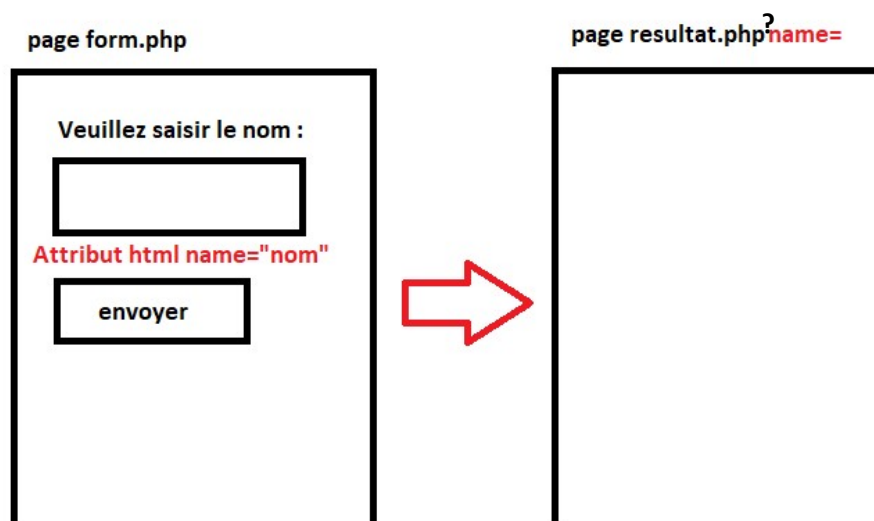 page form.php
Veuillez saisir le nom :
Attribut html name="nom"
envoyer
page resultat.php?name=